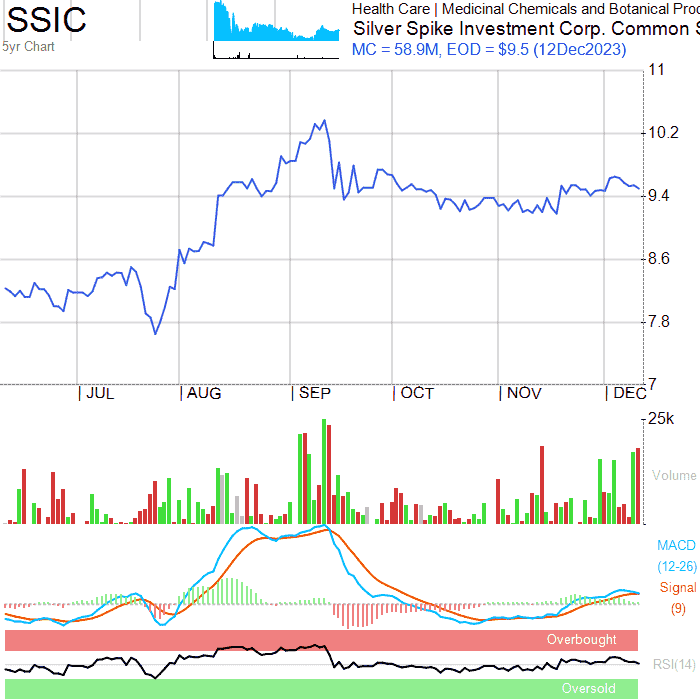 SSIC
5yr Chart
Health Care | Medicinal Chemicals and Botanical Prod
Silver Spike Investment Corp. Common S
MC = 58.9M, EOD = $9.5 (12Dec2023)
11
10.2
9.4
8.6
7.8
7
| JUL | AUG | SEP | OCT | NOV | DEC
25k
Volume
MACD
(12-26)
Signal
(9)
Overbought
RSI(14)
Oversold